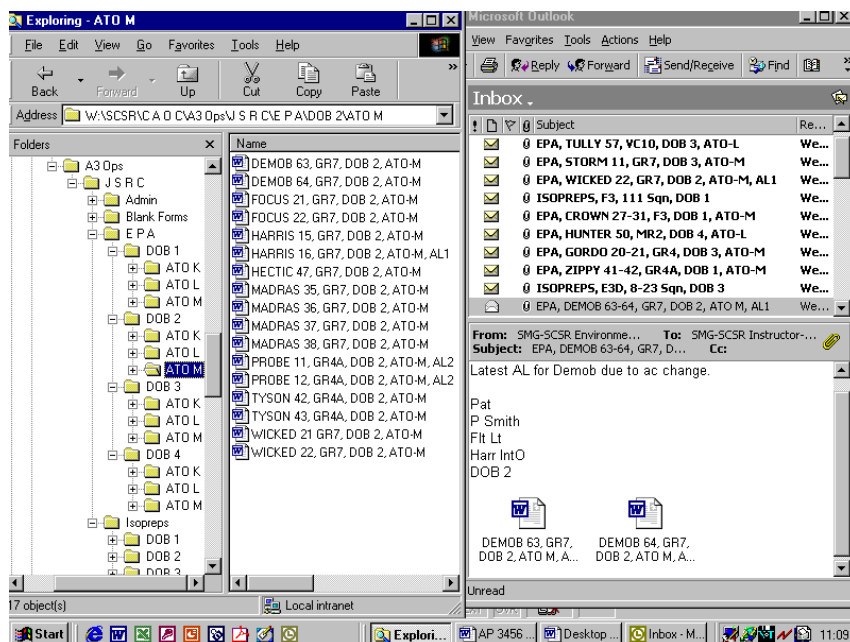 Exploring - ATO M
File Edit View Go Favorites Tools Help
Back Forward Up Cut Copy Paste
Address W:\SCSR\C A O C\A3 Ops\J S R C\E P A\DOB 2\ATO M
Folders
A3 Ops
J S R C
Admin
Blank Forms
E P A
DOB 1
ATO K
ATO L
ATO M
DOB 2
ATO K
ATO L
ATO M
DOB 3
ATO K
ATO L
ATO M
DOB 4
ATO K
ATO L
ATO M
Isopreps
DOB 1
DOB 2
DOB 3
Name
DEMOB 63, GR7, DOB 2, ATO-M
DEMOB 64, GR7, DOB 2, ATO-M
FOCUS 21, GR7, DOB 2, ATO-M
FOCUS 22, GR7, DOB 2, ATO-M
HARRIS 15, GR7, DOB 2, ATO-M
HARRIS 16, GR7, DOB 2, ATO-M, AL1
HECTIC 47, GR7, DOB 2, ATO-M
MADRAS 35, GR7, DOB 2, ATO-M
MADRAS 36, GR7, DOB 2, ATO-M
MADRAS 37, GR7, DOB 2, ATO-M
MADRAS 38, GR7, DOB 2, ATO-M
PROBE 11, GR4A, DOB 2, ATO-M, AL2
PROBE 12, GR4A, DOB 2, ATO-M, AL2
TYSON 42, GR4A, DOB 2, ATO-M
TYSON 43, GR4A, DOB 2, ATO-M
WICKED 21 GR7, DOB 2, ATO-M
WICKED 22, GR7, DOB 2, ATO-M
17 object(s) Local intranet
Microsoft Outlook
View Favorites Tools Actions Help
Reply Forward Send/Receive Find
Inbox
! Subject Re...
EPA, TULLY 57, VC10, DOB 3, ATO-L We...
EPA, STORM 11, GR7, DOB 3, ATO-M We...
EPA, WICKED 22, GR7, DOB 2, ATO-M, AL1 We...
ISOPREPS, F3, 111 Sqn, DOB 1 We...
EPA, CROWN 27-31, F3, DOB 1, ATO-M We...
EPA, HUNTER 50, MR2, DOB 4, ATO-L We...
EPA, GORDO 20-21, GR4, DOB 3, ATO-M We...
EPA, ZIPPY 41-42, GR4A, DOB 1, ATO-M We...
ISOPREPS, E3D, 8-23 Sqn, DOB 3 We...
EPA, DEMOB 63-64, GR7, DOB 2, ATO M, AL1 We...
From: SMG-SCSR Environme... To: SMG-SCSR Instructor-...
Subject: EPA, DEMOB 63-64, GR7, D... Cc:
Latest AL for Demob due to ac change.
Pat
P Smith
Flt Lt
Harr IntO
DOB 2
DEMOB 63, GR7, DOB 2, ATO M, A...
DEMOB 64, GR7, DOB 2, ATO M, A...
Unread
Start Explori... AP 3456 ... Desktop ... Inbox - M... 11:09